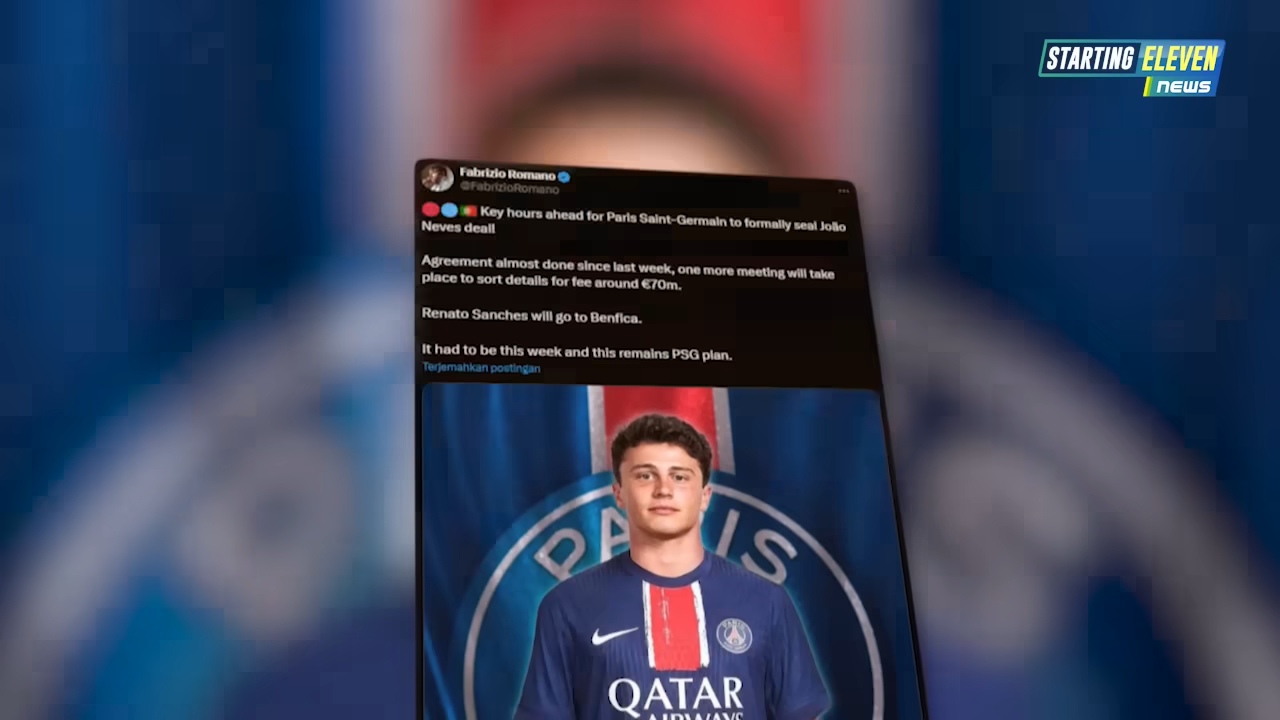 STARTING ELEVEN
news
Fabrizio Romano
@FabrizioRomano
Key hours ahead for Paris Saint-Germain to formally seal João
Neves deal!
Agreement almost done since last week, one more meeting will take
place to sort details for fee around €70m.
Renato Sanches will go to Benfica.
It had to be this week and this remains PSG plan.
Terjemahkan postingan
PARIS
QATAR
AIRWAYS